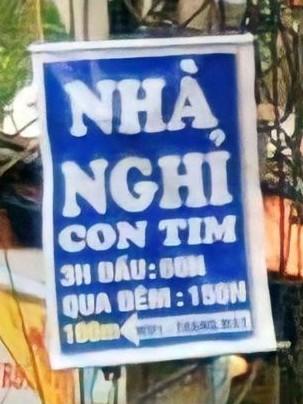 NHÀ
NGHỈ
CON TIM
3H ĐẦU: 60N
QUA ĐÊM: 150N
100m